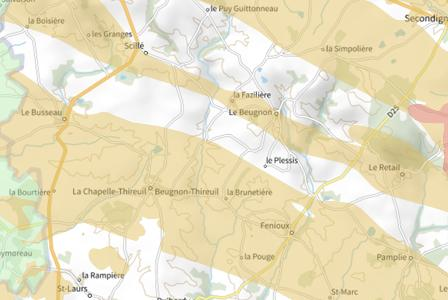 le Puy Guittonneau
Secondign
la Boissière
les Granges
Scillé
la Simpolière
la Fazilière
Le Busseau
Le Beugnon
D25
le Plessis
Le Retail
la Bourtière
La Chapelle-Thireuil
Beugnon-Thireuil
la Brunetière
Fenioux
ymoreau
la Pouge
Pamplie
la Rampière
St-Laurs
St-Marc